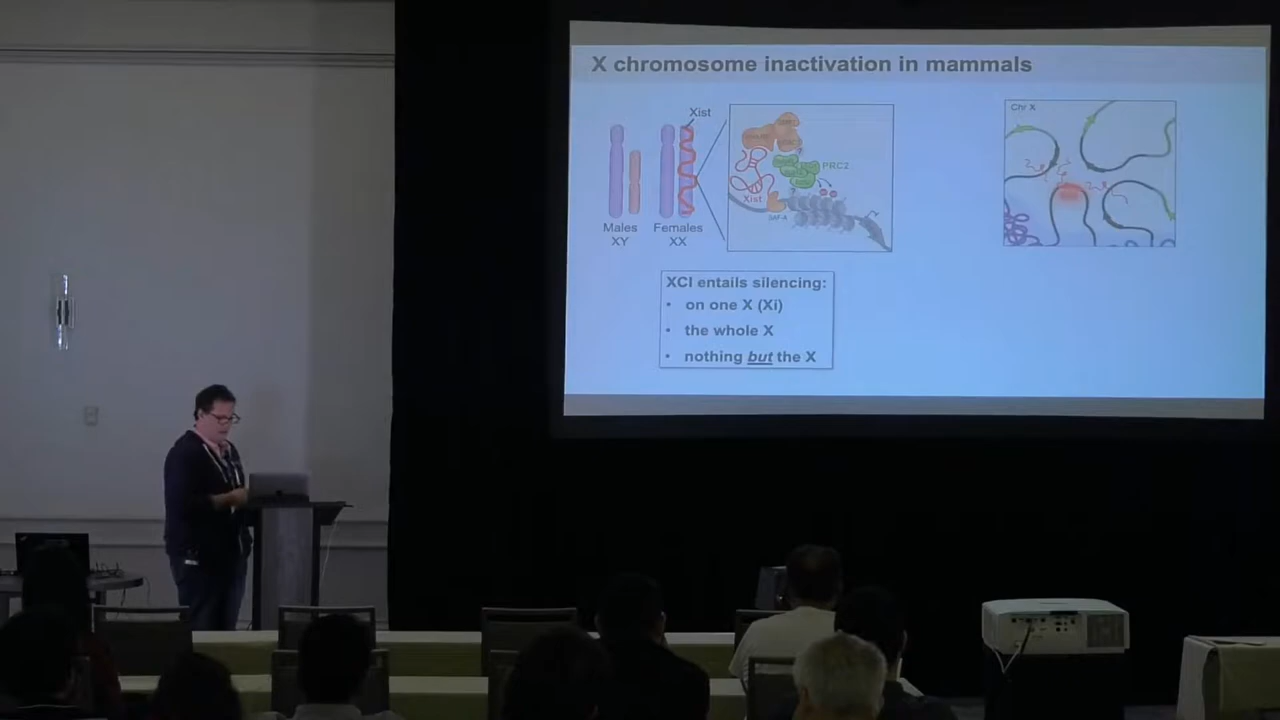 X chromosome inactivation in mammals
Xist
Males
XY
Females
XX
PRC2
Xist
SAF-A
Chr X
XCI entails silencing:
• on one X (Xi)
• the whole X
• nothing but the X